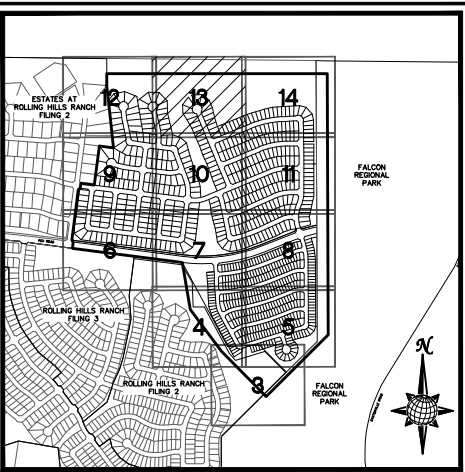 ESTATES AT
ROLLING HILLS RANCH
FILING 2
12
13
14
9
10
11
FALCON
REGIONAL
PARK
6
7
8
ROLLING HILLS RANCH
FILING 3
4
5
N
ROLLING HILLS RANCH
FILING 2
3
FALCON
REGIONAL
PARK